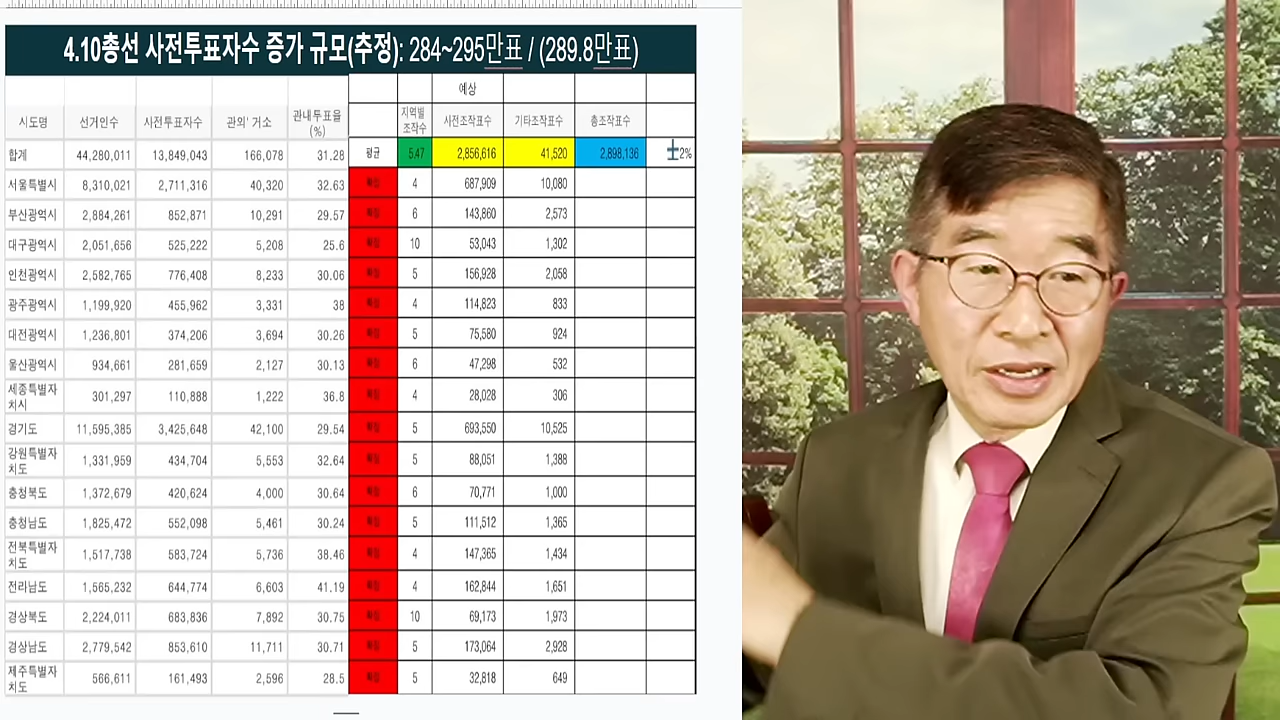 4.10총선 사전투표자수 증가 규모(추정): 284~295만표 / (289.8만표)
예상
시도명 선거인수 사전투표자수 관외' 거소 관내투표율 (%) 지역별 조작수 사전조작표수 기타조작표수 총조작표수
합계 44,280,011 13,849,043 166,078 31.28 평균 5.47 2,856,616 41,520 2,898,136 ±2%
서울특별시 8,310,021 2,711,316 40,320 32.63 4 687,909 10,080
부산광역시 2,884,261 852,871 10,291 29.57 6 143,860 2,573
대구광역시 2,051,656 525,222 5,208 25.6 10 53,043 1,302
인천광역시 2,582,765 776,408 8,233 30.06 5 156,928 2,058
광주광역시 1,199,920 455,962 3,331 38 4 114,823 833
대전광역시 1,236,801 374,206 3,694 30.26 5 75,580 924
울산광역시 934,661 281,659 2,127 30.13 6 47,298 532
세종특별자치시 301,297 110,888 1,222 36.8 4 28,028 306
경기도 11,595,385 3,425,648 42,100 29.54 5 693,550 10,525
강원특별자치도 1,331,959 434,704 5,553 32.64 5 88,051 1,388
충청북도 1,372,679 420,624 4,000 30.64 6 70,771 1,000
충청남도 1,825,472 552,098 5,461 30.24 5 111,512 1,365
전북특별자치도 1,517,738 583,724 5,736 38.46 4 147,365 1,434
전라남도 1,565,232 644,774 6,603 41.19 4 162,844 1,651
경상북도 2,224,011 683,836 7,892 30.75 10 69,173 1,973
경상남도 2,779,542 853,610 11,711 30.71 5 173,064 2,928
제주특별자치도 566,611 161,493 2,596 28.5 5 32,818 649